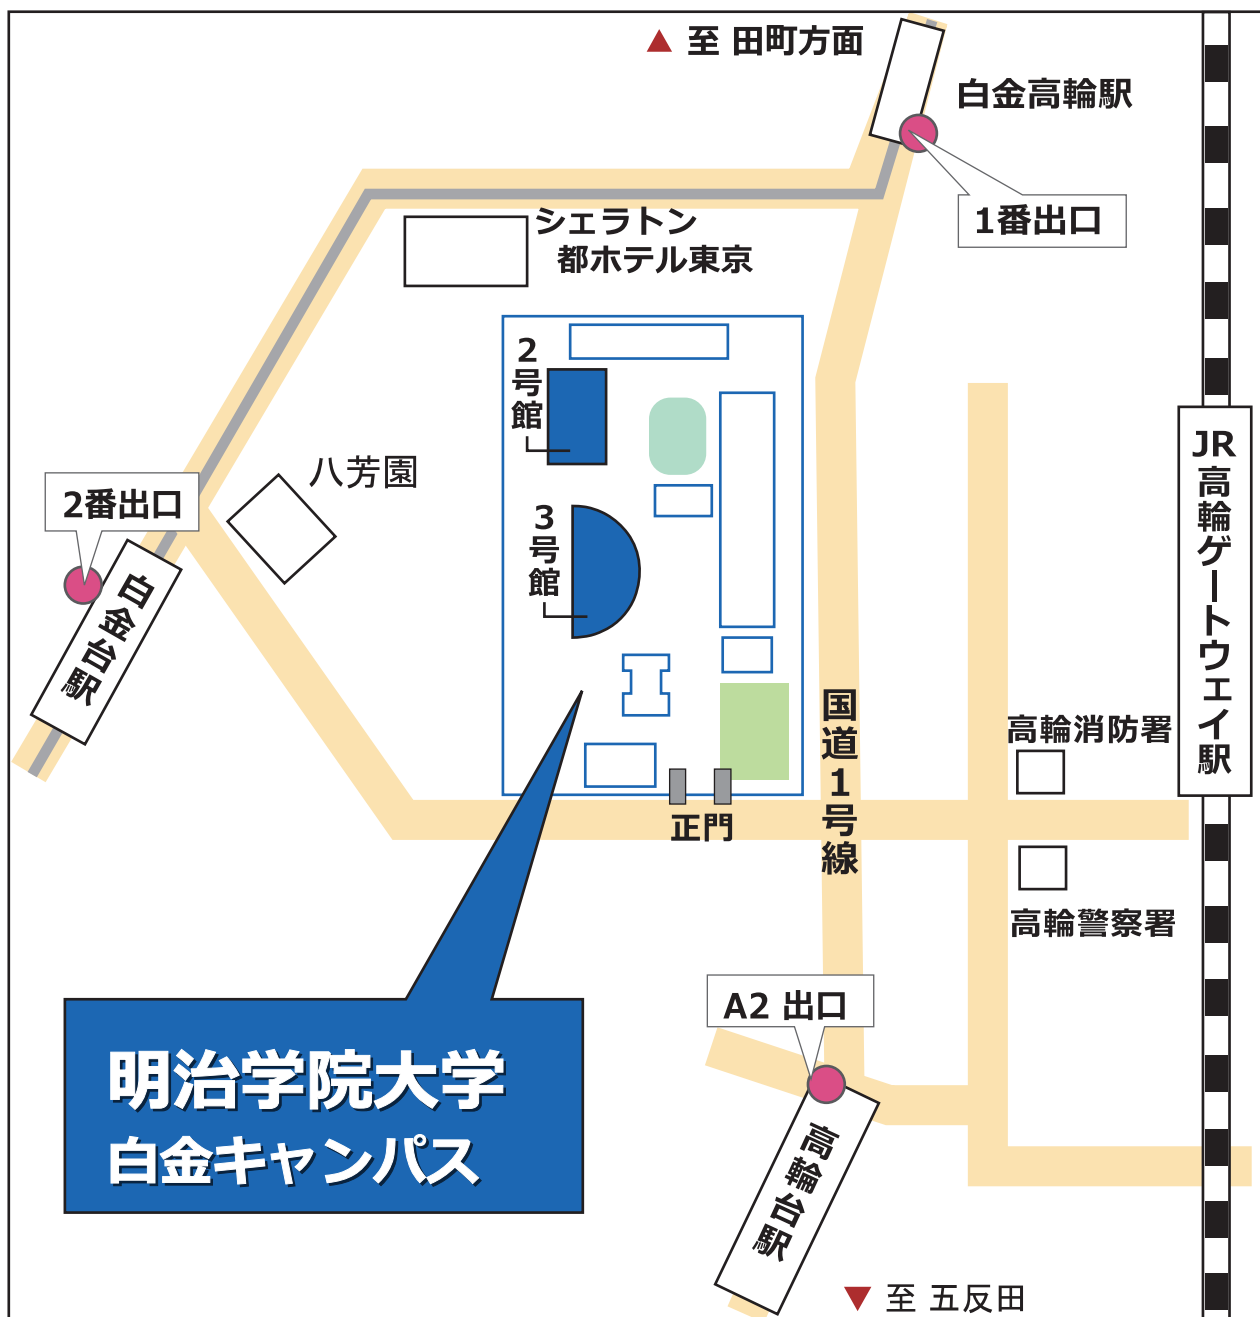 ▲ 至 田町方面
白金高輪駅
1番出口
シェラトン
都ホテル東京
2号館
JR高輪ゲートウェイ駅
八芳園
2番出口
3号館
白金台駅
国道1号線
高輪消防署
正門
高輪警察署
A2 出口
明治学院大学
白金キャンパス
高輪台駅
▼ 至 五反田